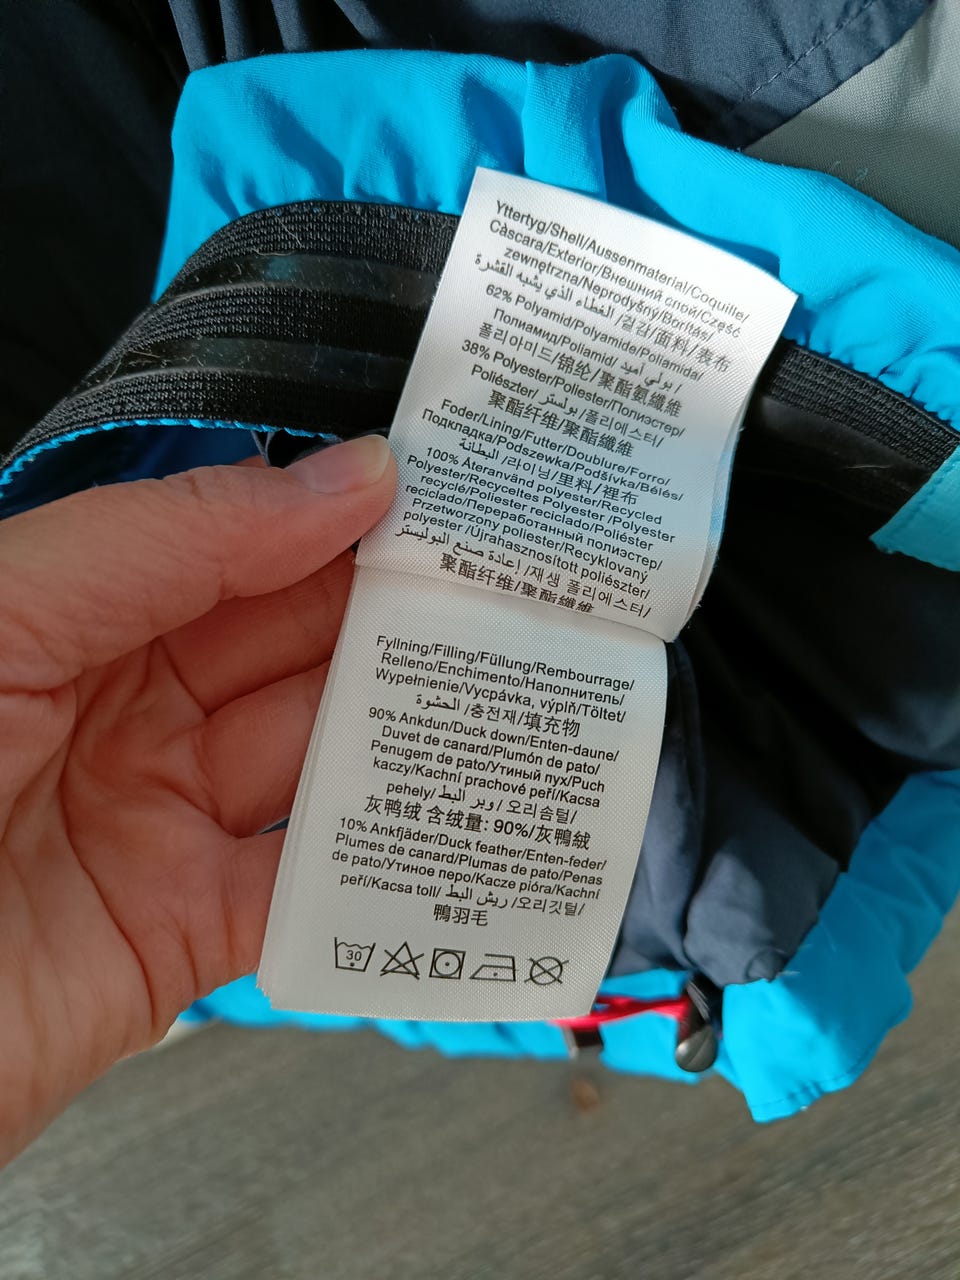 Yttertyg/Shell/Aussenmaterial/Coquille/
Càscara/Exterior/Внешний слой/Część
zewnętrzna/Neprodyšný/Borítás/
الغطاء الذي يشبه القشرة /겉감/面料/表布
62% Polyamid/Polyamide/Poliamida/
Полиамид/Poliamid/ بولي أميد /
폴리아미드/锦纶/聚酯氨纖維
38% Polyester/Poliester/Полиэстер/
Poliészter/ بولستر /폴리에스터/
聚酯纤维/聚酯纖維
Foder/Lining/Futter/Doublure/Forro/
Подкладка/Podszewka/Podšívka/Bélés/
البطانة /라이닝/里料/裡布
100% Återanvänd polyester/Recycled
Polyester/Recyceltes Polyester /Polyester
recyclé/Poliester reciclado/Poliéster
reciclado/Переработанный полиэстер/
Przetworzony poliester/Recyklovaný
polyester /Újrahasznosított poliészter/
إعادة صنع البوليستر /재생 폴리에스터/
聚酯纤维/聚酯纖維
Fyllning/Filling/Füllung/Rembourrage/
Relleno/Enchimento/Наполнитель/
Wypełnienie/Vycpávka, výplň/Töltet/
الحشوة /충전재/填充物
90% Ankdun/Duck down/Enten-daune/
Duvet de canard/Plumón de pato/
Penugem de pato/Утиный пух/Puch
kaczy/Kachní prachové peří/Kacsa
pehely/ وبر البط /오리솜털/
灰鸭绒 含绒量: 90%/灰鴨絨
10% Ankfjäder/Duck feather/Enten-feder/
Plumes de canard/Plumas de pato/Penas
de pato/Утиное перо/Kacze pióra/Kachní
peří/Kacsa toll/ ريش البط /오리깃털/
鴨羽毛
30